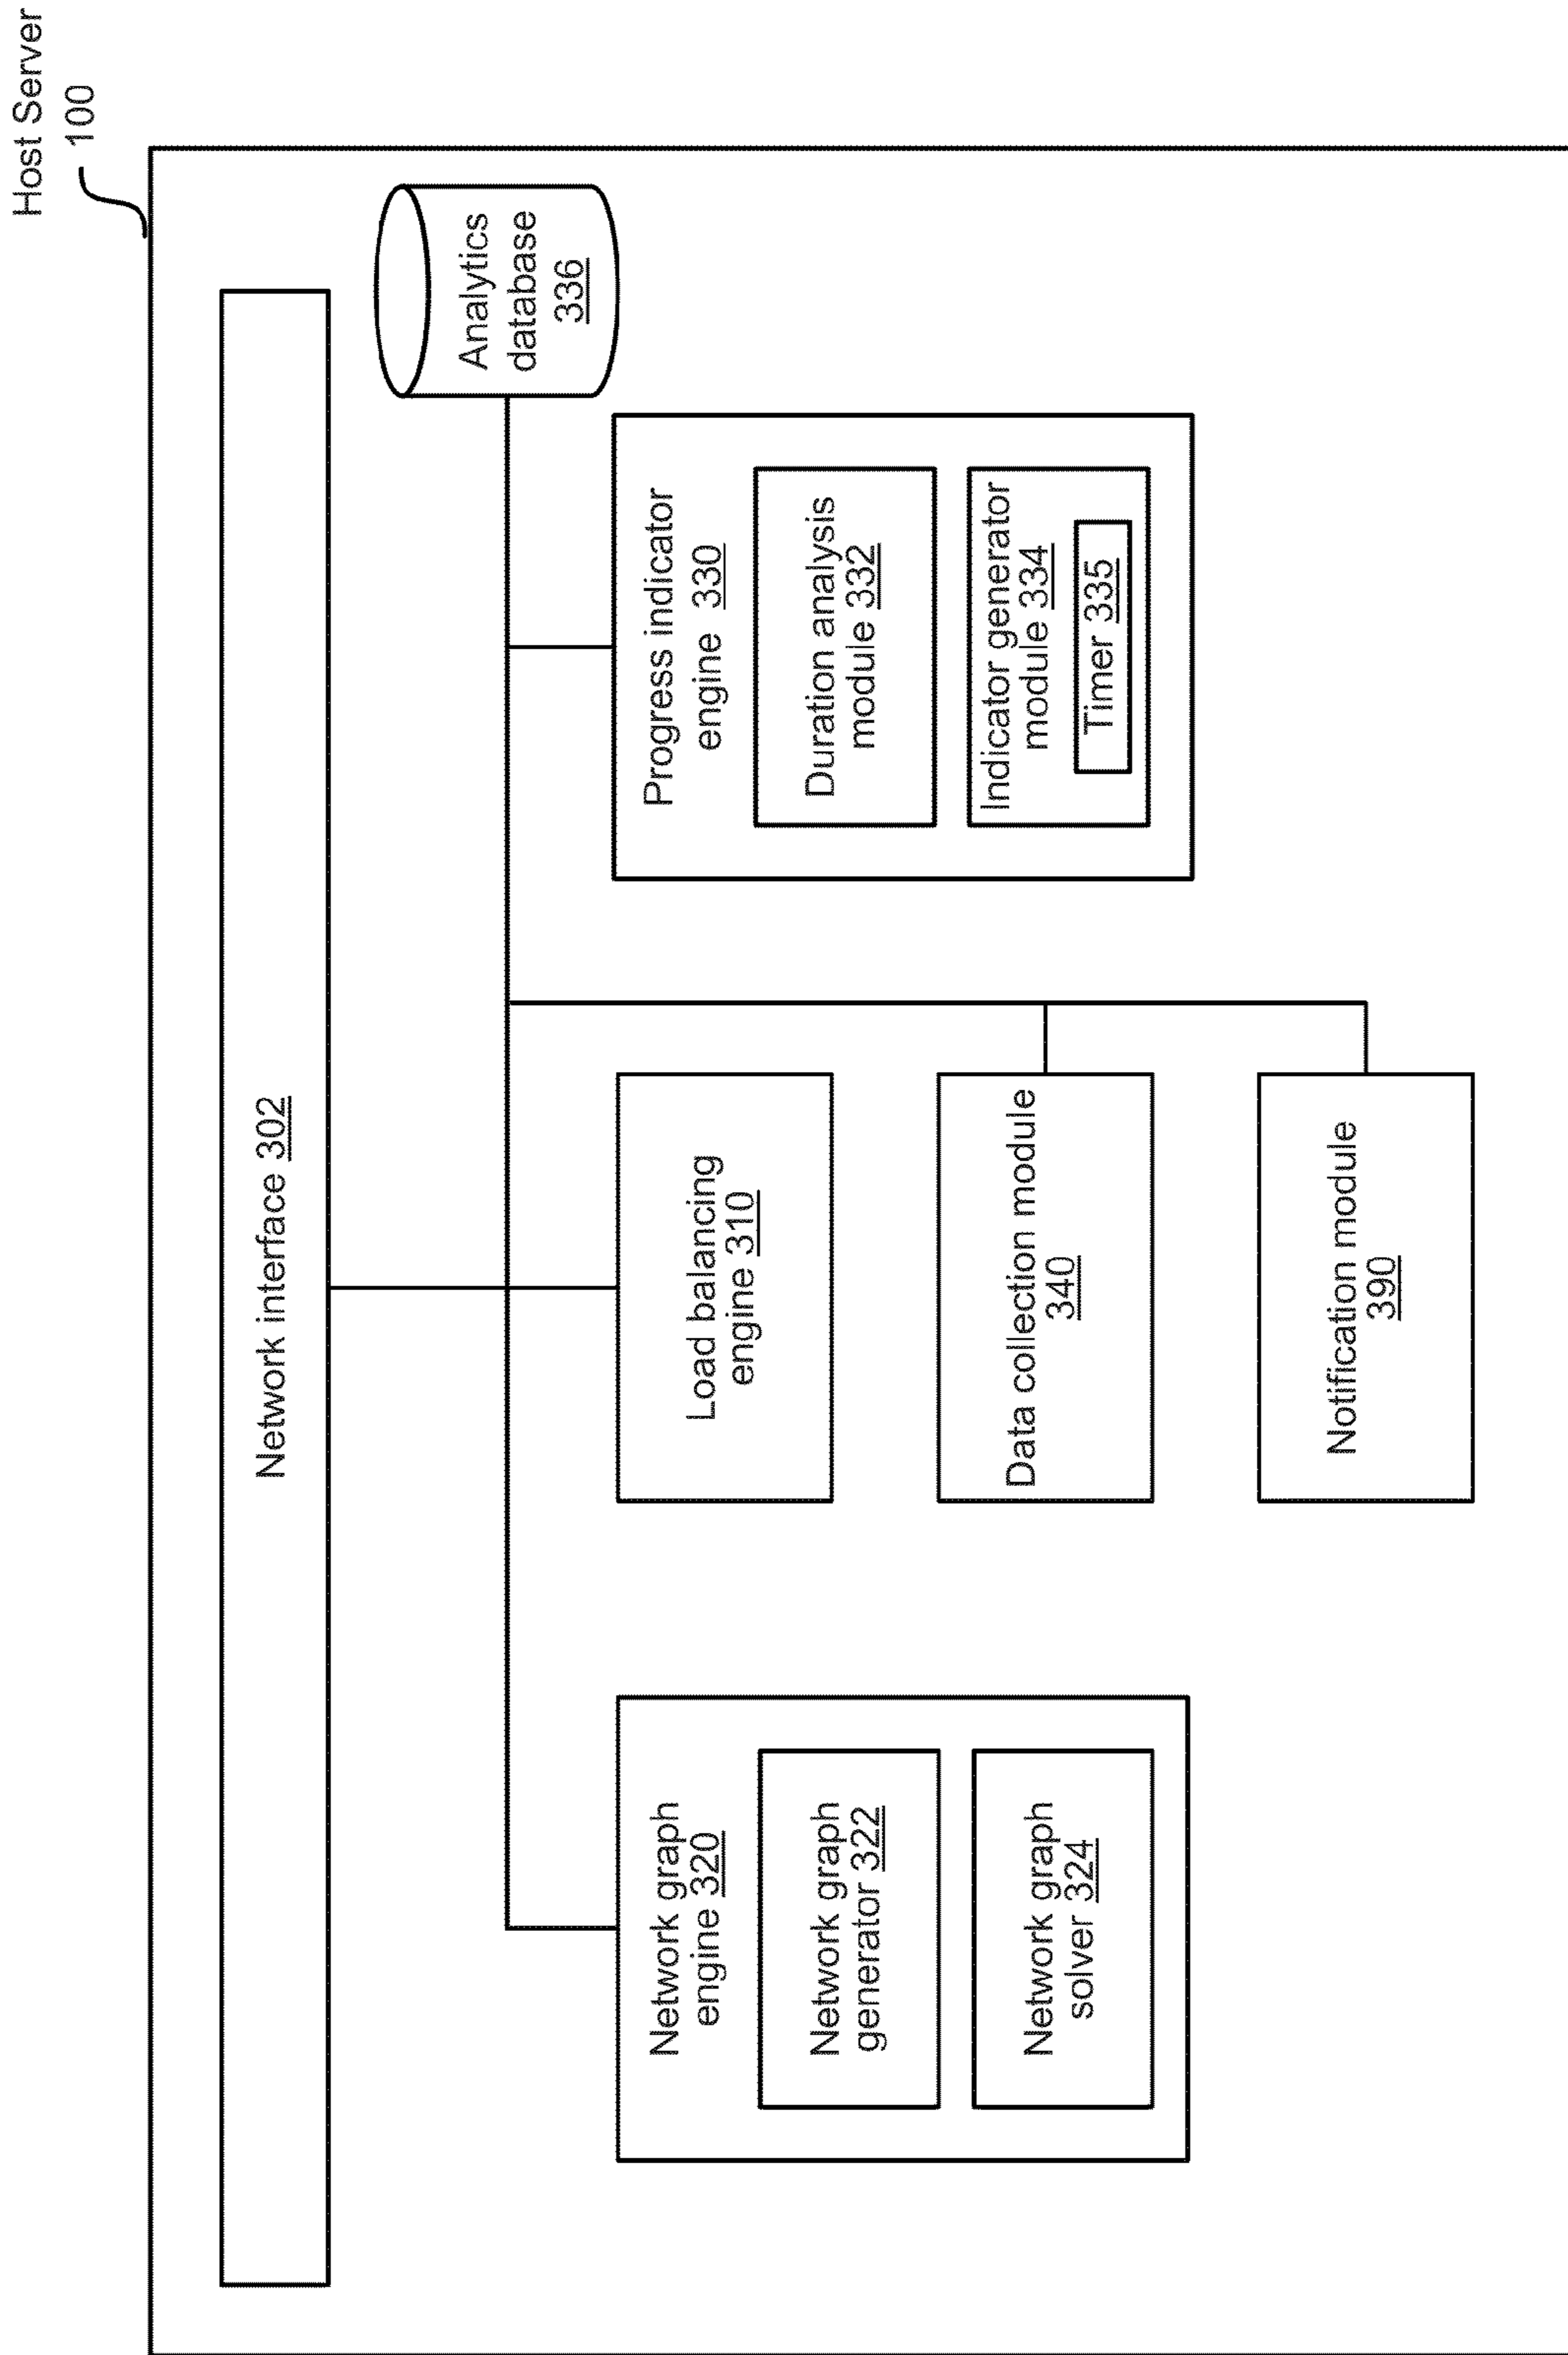 Host Server
100
Network interface 302
Analytics
database
336
Network graph
engine 320
Network graph
generator 322
Network graph
solver 324
Load balancing
engine 310
Data collection module
340
Notification module
390
Progress indicator
engine 330
Duration analysis
module 332
Indicator generator
module 334
Timer 335